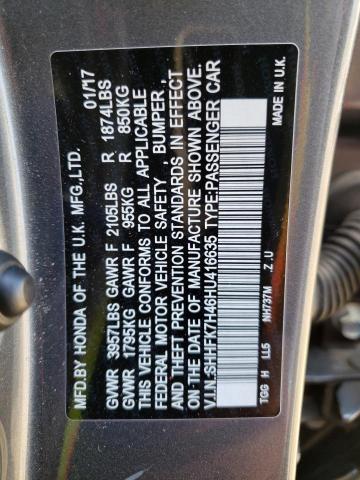 MFD.BY HONDA OF THE U.K. MFG.,LTD. 01/17
GVWR 3957LBS GAWR F 2105LBS R 1874LBS
GVWR 1795KG GAWR F 955KG R 850KG
THIS VEHICLE CONFORMS TO ALL APPLICABLE
FEDERAL MOTOR VEHICLE SAFETY , BUMPER ,
AND THEFT PREVENTION STANDARDS IN EFFECT
ON THE DATE OF MANUFACTURE SHOWN ABOVE.
V.I.N:SHHFK7H46HU416635 TYPE:PASSENGER CAR
TGG H LL5 NH737M .Z .U MADE IN U.K.